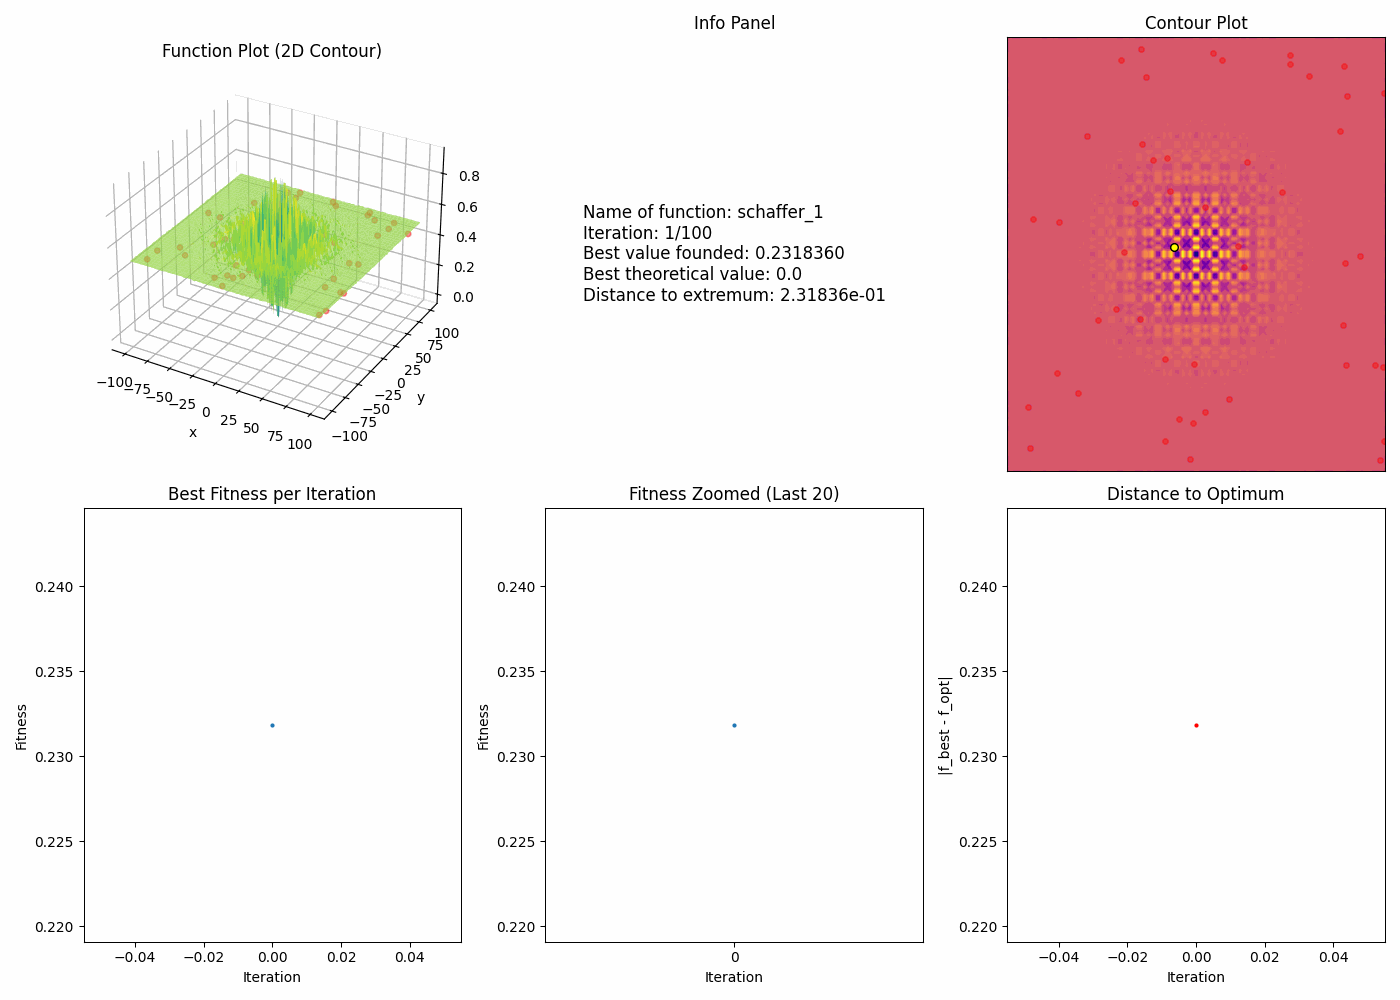 Function Plot (2D Contour)
0.8
0.6
0.4
0.2
0.0
100
75
50
25
0
−25
−50
−75
−100
y
−100
−75
−50
−25
0
25
50
75
100
x
Info Panel
Name of function: schaffer_1
Iteration: 1/100
Best value founded: 0.2318360
Best theoretical value: 0.0
Distance to extremum: 2.31836e-01
Contour Plot
Best Fitness per Iteration
Fitness
0.240
0.235
0.230
0.225
0.220
−0.04 −0.02 0.00 0.02 0.04
Iteration
Fitness Zoomed (Last 20)
Fitness
0.240
0.235
0.230
0.225
0.220
0
Iteration
Distance to Optimum
|f_best - f_opt|
0.240
0.235
0.230
0.225
0.220
−0.04 −0.02 0.00 0.02 0.04
Iteration